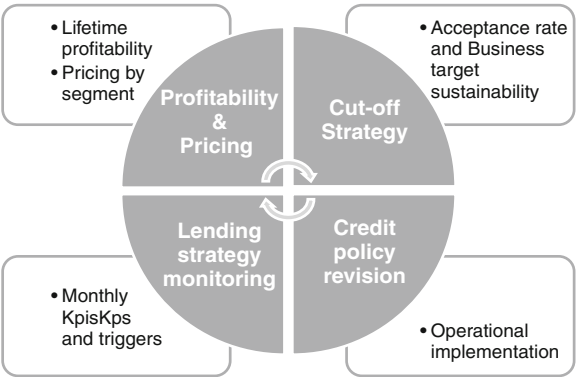 • Lifetime
profitability
• Pricing by
segment
Profitability
&
Pricing
Cut-off
Strategy
• Acceptance rate
and Business
target
sustainability
Lending
strategy
monitoring
Credit
policy
revision
• Monthly
KpisKps
and triggers
• Operational
implementation